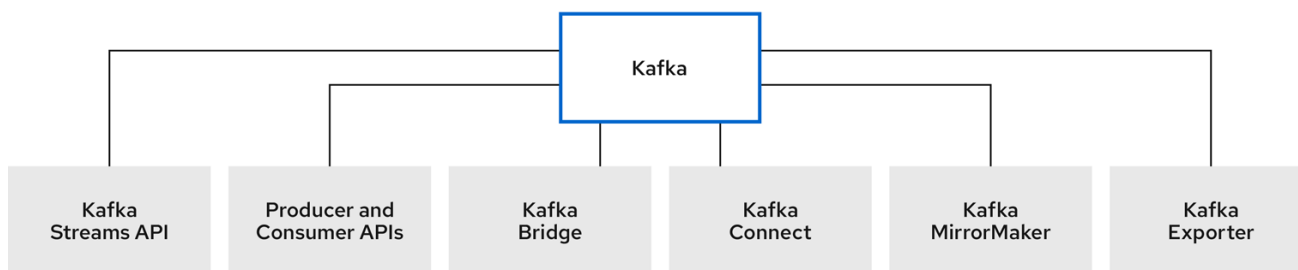 Kafka
Kafka
Streams API
Producer and
Consumer APIs
Kafka
Bridge
Kafka
Connect
Kafka
MirrorMaker
Kafka
Exporter